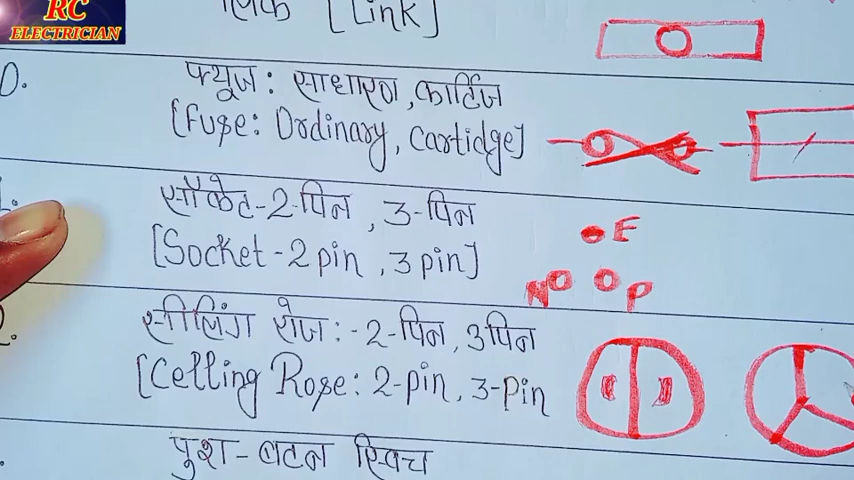 RC
ELECTRICIAN
लिंक [Link]
0.
फ्यूज: साधारण, कार्टिज
[Fuse: Ordinary, Cartidge]
सॉकेट-2-पिन, 3-पिन
[Socket-2 pin, 3 pin]
E
N P
सीलिंग रोज:-2-पिन, 3पिन
[Celling Rose: 2-pin, 3-Pin
पुश-बटन स्विच